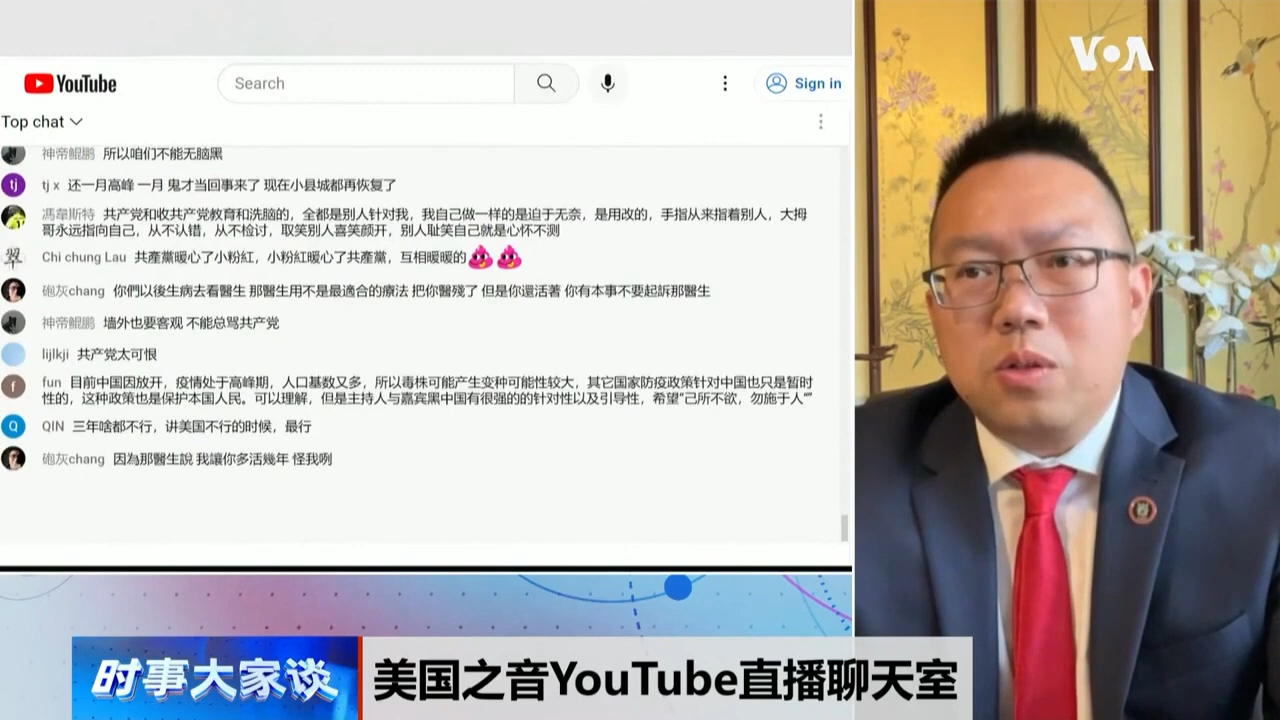 YouTube
Search
Sign in
VOA
Top chat
神帝鲲鹏 所以咱们不能无脑黑
tj
tj x 还一月高峰 一月 鬼才当回事来了 现在小县城都再恢复了
馮韋斯特 共产党和收共产党教育和洗脑的，全都是别人针对我，我自己做一样的是迫于无奈，是用改的，手指从来指着别人，大拇
哥永远指向自己，从不认错，从不检讨，取笑别人喜笑颜开，别人耻笑自己就是心怀不测
翠
Chi chung Lau 共產黨暖心了小粉紅，小粉紅暖心了共產黨，互相暖暖的
砲灰chang 你們以後生病去看醫生 那醫生用不是最適合的療法 把你醫殘了 但是你還活著 你有本事不要起訴那醫生
神帝鲲鹏 墙外也要客观 不能总骂共产党
lijlkji 共产党太可恨
f
fun 目前中国因放开，疫情处于高峰期，人口基数又多，所以毒株可能产生变种可能性较大，其它国家防疫政策针对中国也只是暂时
性的，这种政策也是保护本国人民。可以理解，但是主持人与嘉宾黑中国有很强的的针对性以及引导性，希望“己所不欲，勿施于人“”
Q
QIN 三年啥都不行，讲美国不行的时候，最行
砲灰chang 因為那醫生說 我讓你多活幾年 怪我咧
时事大家谈
美国之音YouTube直播聊天室